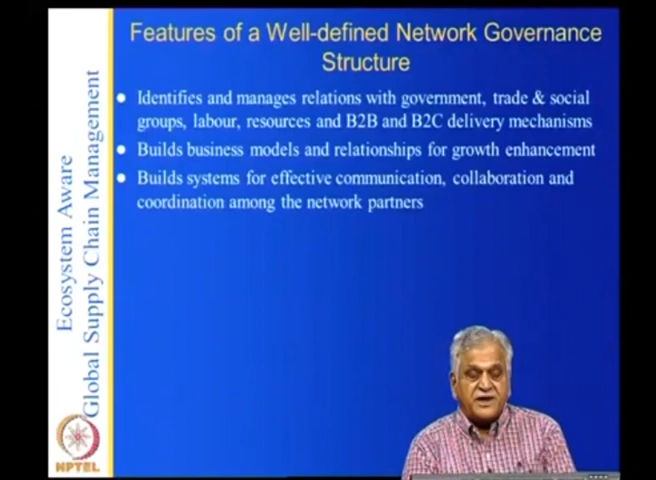 Features of a Well-defined Network Governance
Structure
Identifies and manages relations with government, trade & social
groups, labour, resources and B2B and B2C delivery mechanisms
Builds business models and relationships for growth enhancement
Builds systems for effective communication, collaboration and
coordination among the network partners
Ecosystem Aware
Global Supply Chain Management
NPTEL